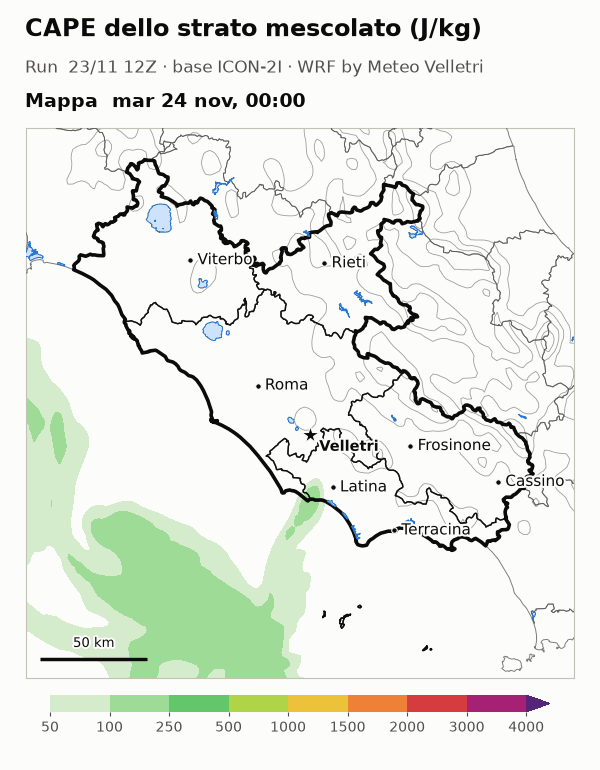 CAPE dello strato mescolato (J/kg)
Run 23/11 12Z · base ICON-2I · WRF by Meteo Velletri
Mappa mar 24 nov, 00:00
Viterbo
Rieti
Roma
Velletri
Frosinone
Latina
Cassino
Terracina
50 km
50 100 250 500 1000 1500 2000 3000 4000